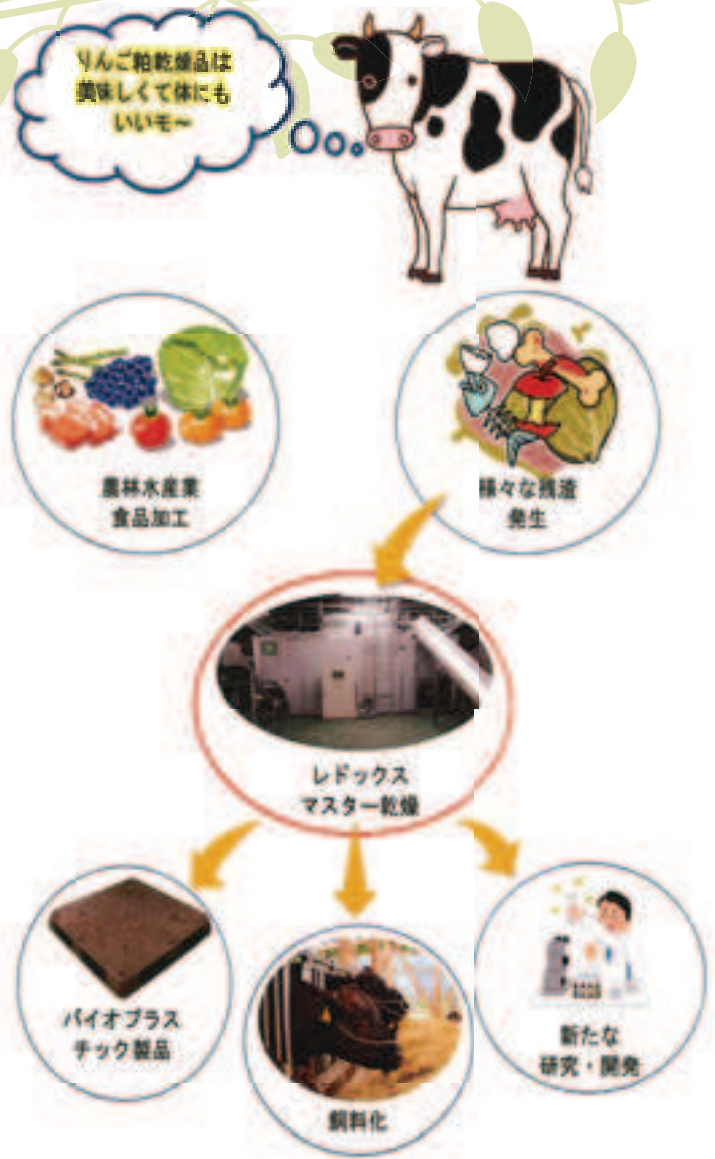 りんご粕乾燥品は
美味しくて体にも
いいモ～
農林水産業
食品加工
様々な残渣
発生
レドックス
マスター乾燥
バイオプラス
チック製品
飼料化
新たな
研究・開発